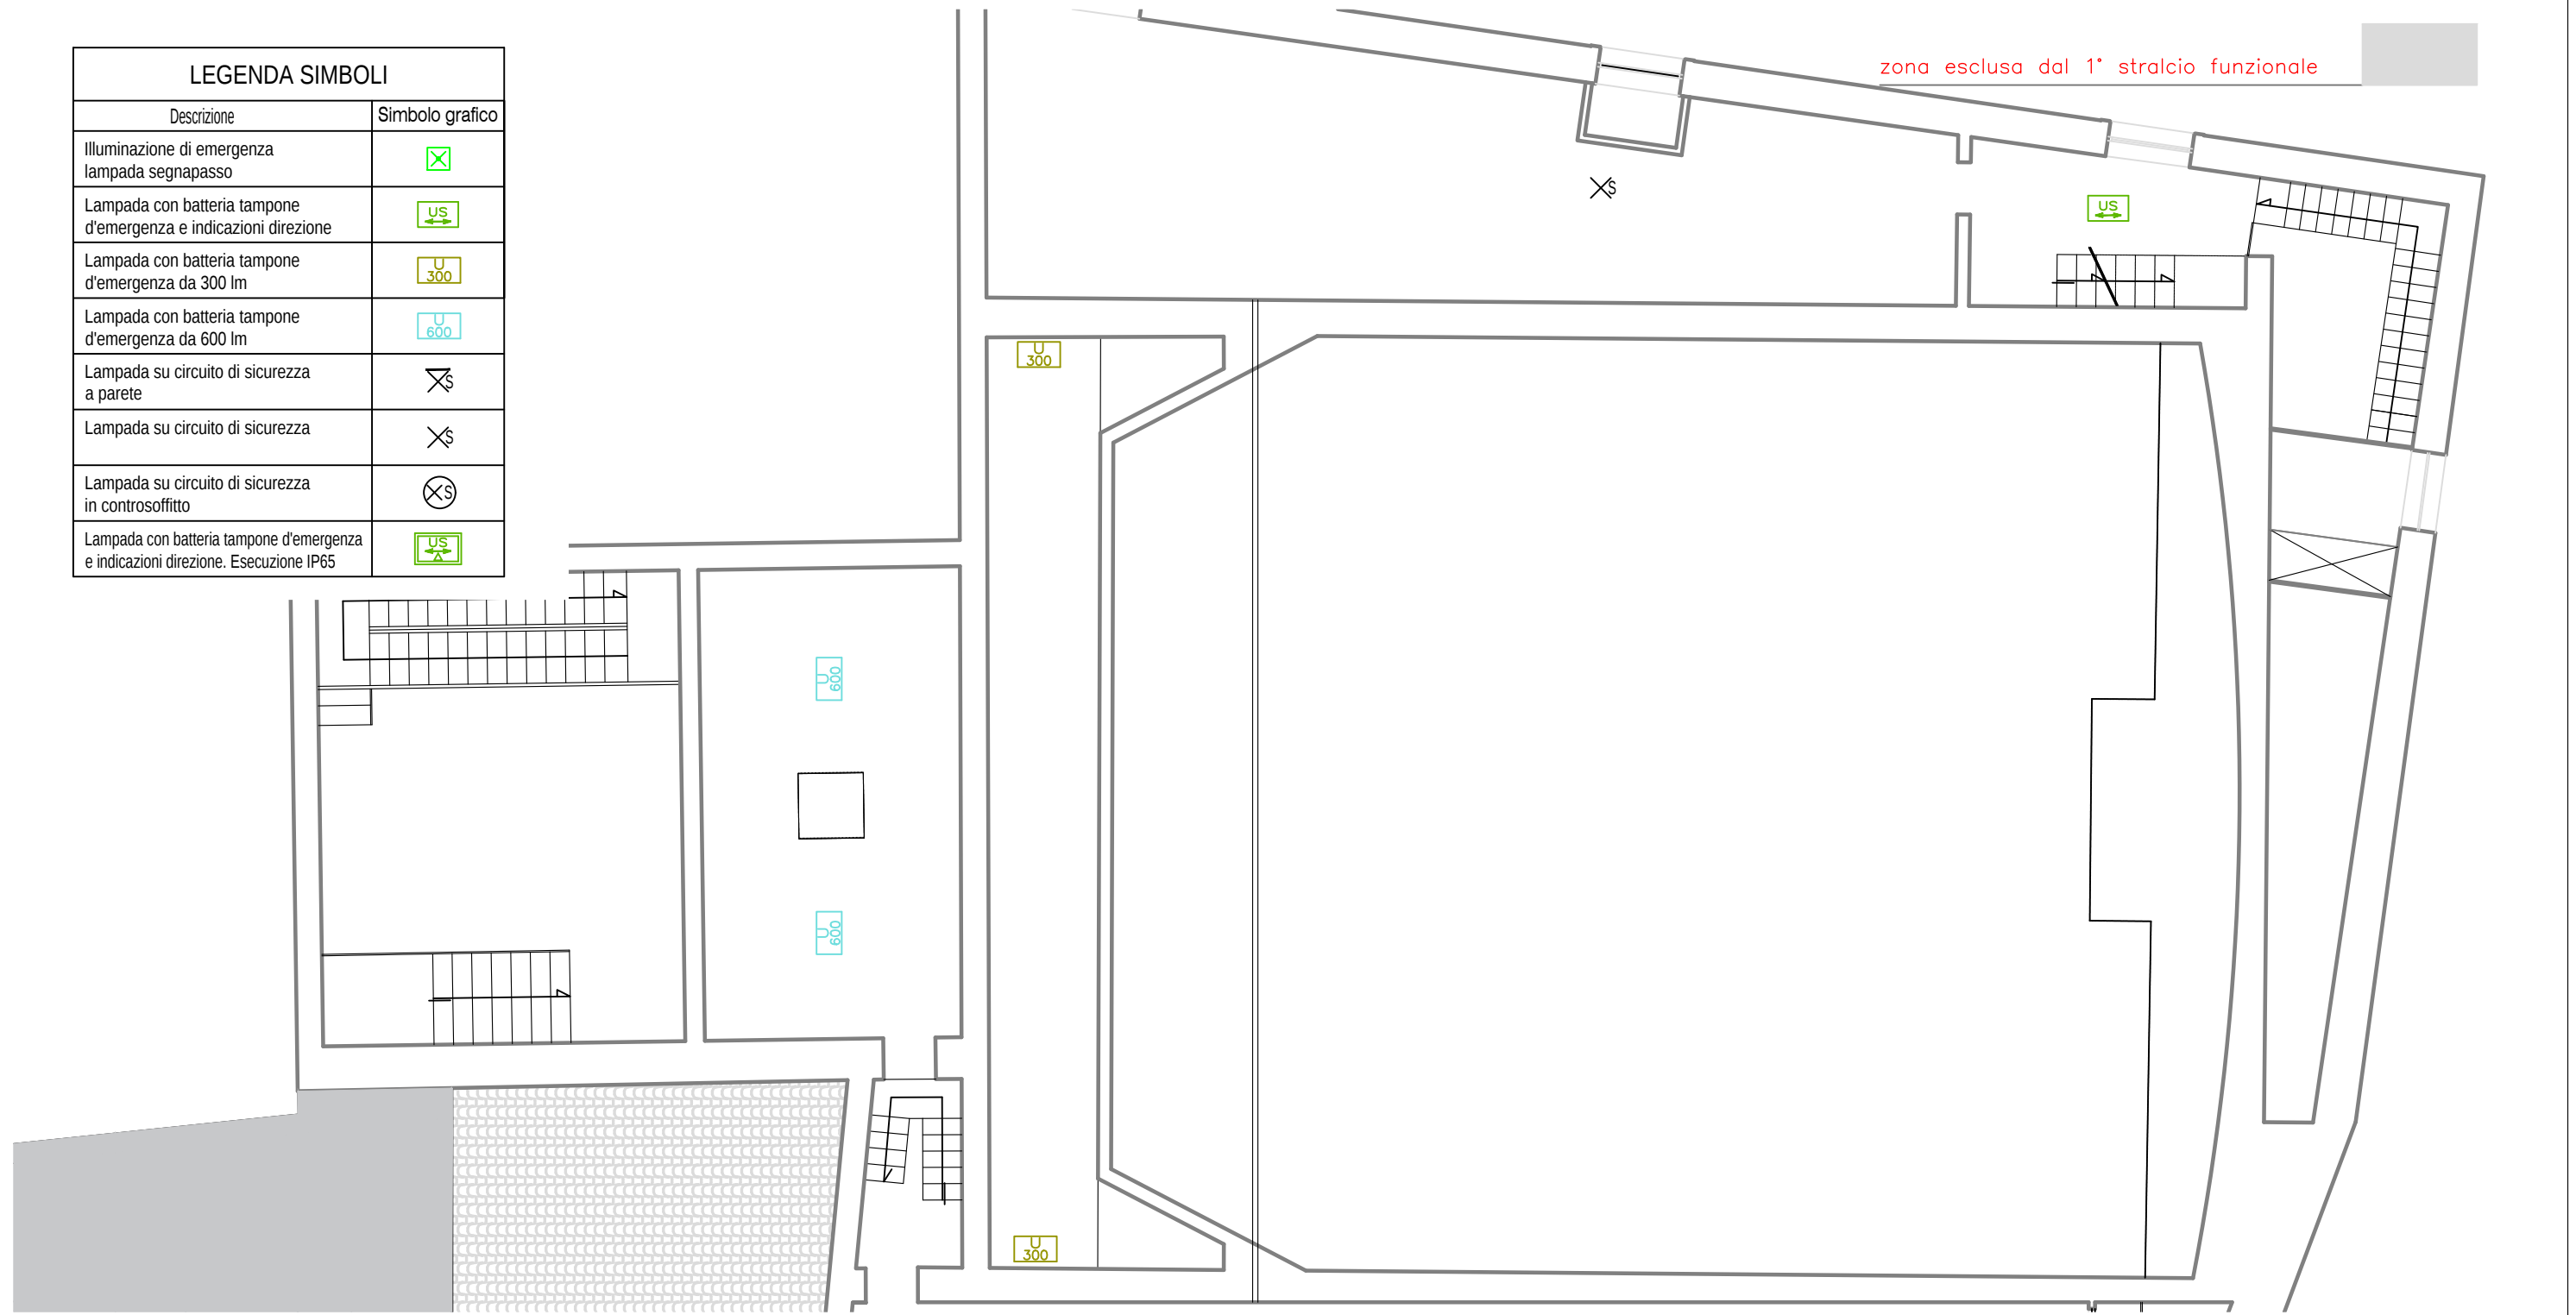 LEGENDA SIMBOLI
Descrizione
Simbolo grafico
Illuminazione di emergenza
lampada segnapasso
Lampada con batteria tampone
d'emergenza e indicazioni direzione
US
Lampada con batteria tampone
d'emergenza da 300 lm
U
300
Lampada con batteria tampone
d'emergenza da 600 lm
U
600
Lampada su circuito di sicurezza
a parete
S
Lampada su circuito di sicurezza
S
Lampada su circuito di sicurezza
in controsoffitto
S
Lampada con batteria tampone d'emergenza
e indicazioni direzione. Esecuzione IP65
US
zona esclusa dal 1° stralcio funzionale
S
US
U
300
U
600
U
600
U
300